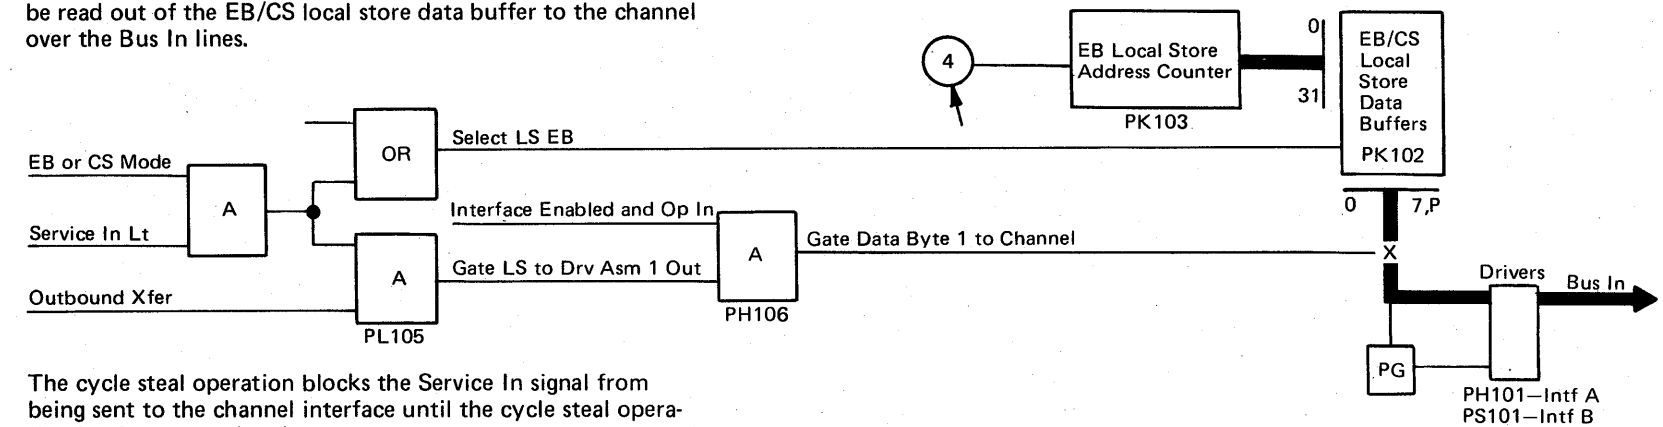 be read out of the EB/CS local store data buffer to the channel
over the Bus In lines.
4
EB Local Store
Address Counter
PK103
0
31
EB/CS
Local
Store
Data
Buffers
PK102
0 7,P
EB or CS Mode
A
Service In Lt
OR
Select LS EB
Outbound Xfer
A
PL105
Interface Enabled and Op In
Gate LS to Drv Asm 1 Out
A
PH106
Gate Data Byte 1 to Channel
X
Drivers
Bus In
PG
PH101—Intf A
PS101—Intf B
The cycle steal operation blocks the Service In signal from
being sent to the channel interface until the cycle steal opera-